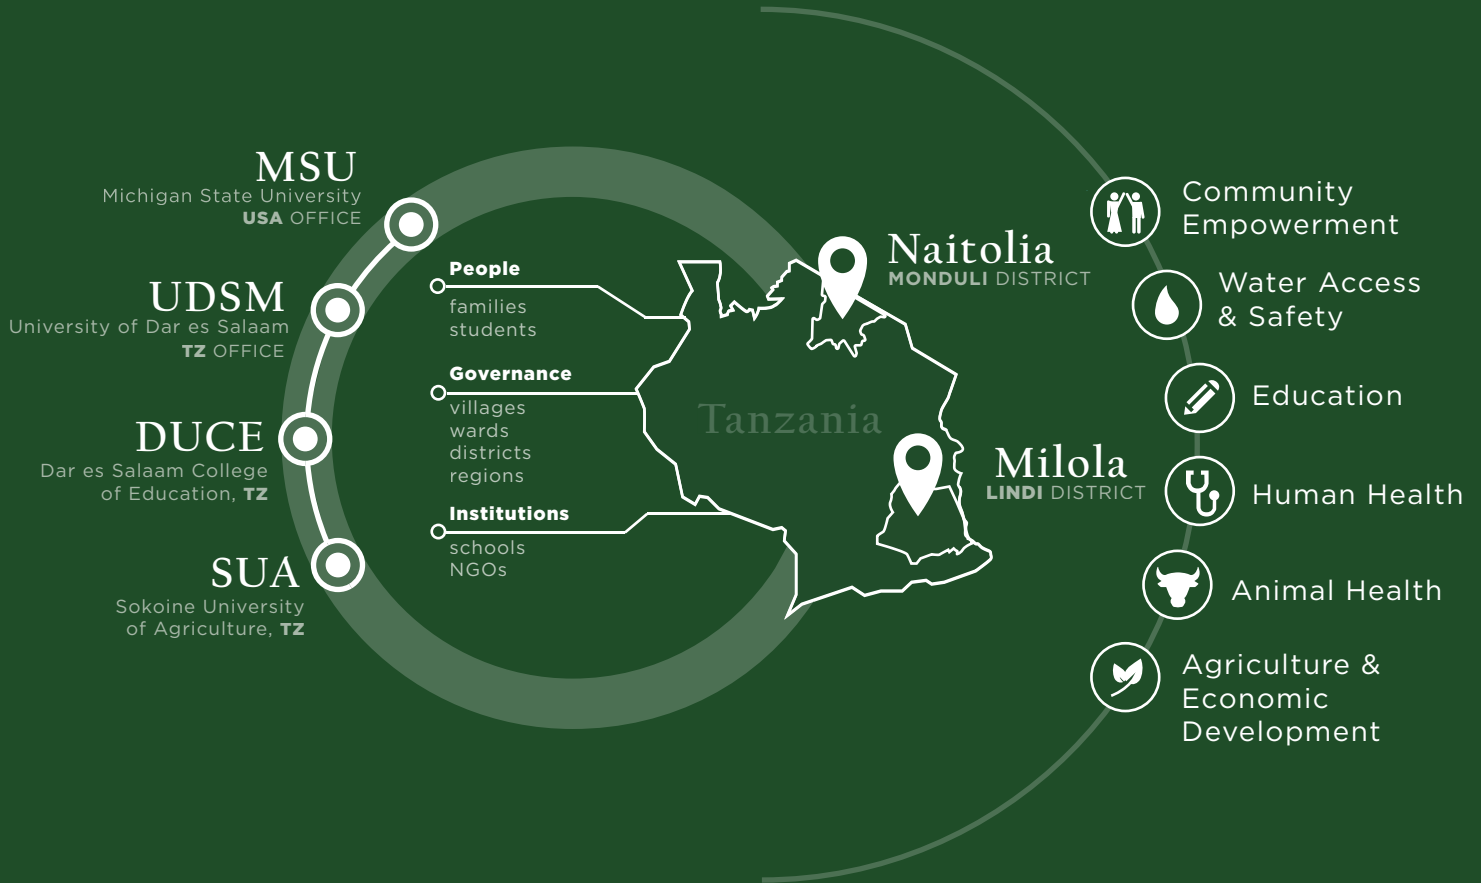 MSU
Michigan State University
USA OFFICE
UDSM
University of Dar es Salaam
TZ OFFICE
DUCE
Dar es Salaam College
of Education, TZ
SUA
Sokoine University
of Agriculture, TZ
People
families
students
Governance
villages
wards
districts
regions
Institutions
schools
NGOs
Tanzania
Naitolia
MONDULI DISTRICT
Milola
LINDI DISTRICT
Community
Empowerment
Water Access
& Safety
Education
Human Health
Animal Health
Agriculture &
Economic
Development